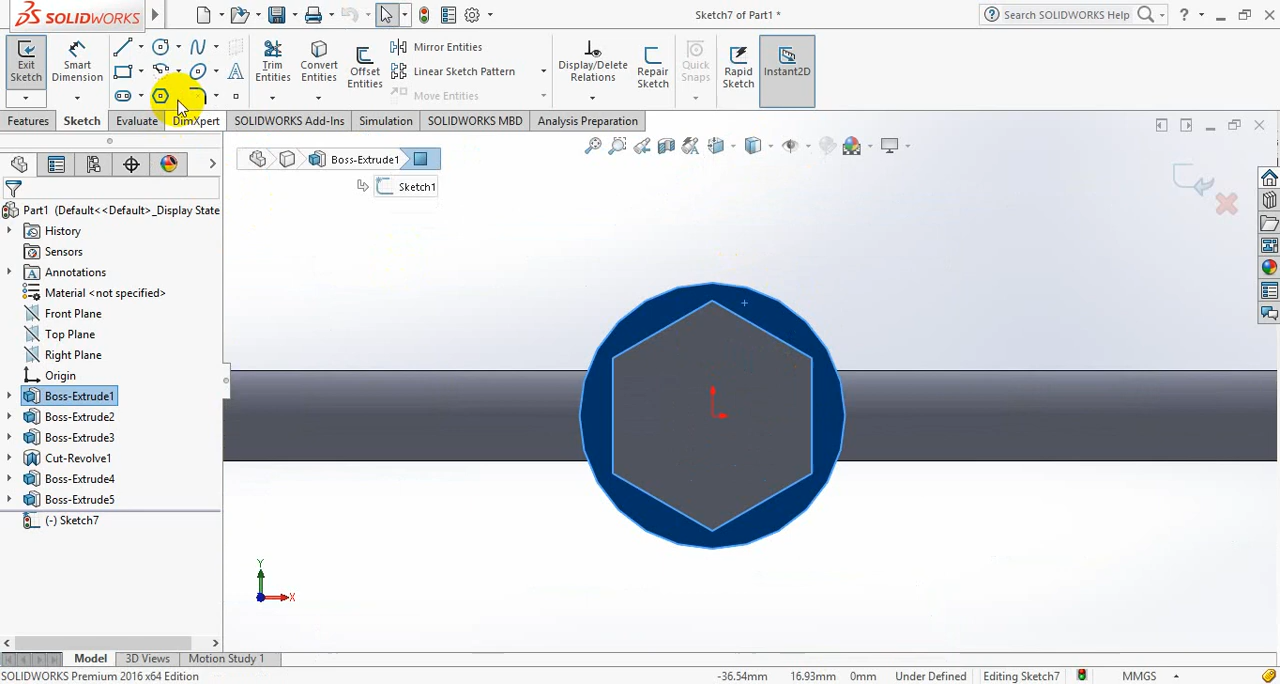 SOLIDWORKS
Sketch7 of Part1 *
Search SOLIDWORKS Help
?
Exit Sketch
Smart Dimension
Trim Entities
Convert Entities
Offset Entities
Mirror Entities
Linear Sketch Pattern
Move Entities
Display/Delete Relations
Repair Sketch
Quick Snaps
Rapid Sketch
Instant2D
Features
Sketch
Evaluate
DimXpert
SOLIDWORKS Add-Ins
Simulation
SOLIDWORKS MBD
Analysis Preparation
Boss-Extrude1
Sketch1
Part1 (Default<<Default>_Display State
History
Sensors
Annotations
Material <not specified>
Front Plane
Top Plane
Right Plane
Origin
Boss-Extrude1
Boss-Extrude2
Boss-Extrude3
Cut-Revolve1
Boss-Extrude4
Boss-Extrude5
(-) Sketch7
Y
X
Model
3D Views
Motion Study 1
SOLIDWORKS Premium 2016 x64 Edition
-36.54mm
16.93mm
0mm
Under Defined
Editing Sketch7
MMGS